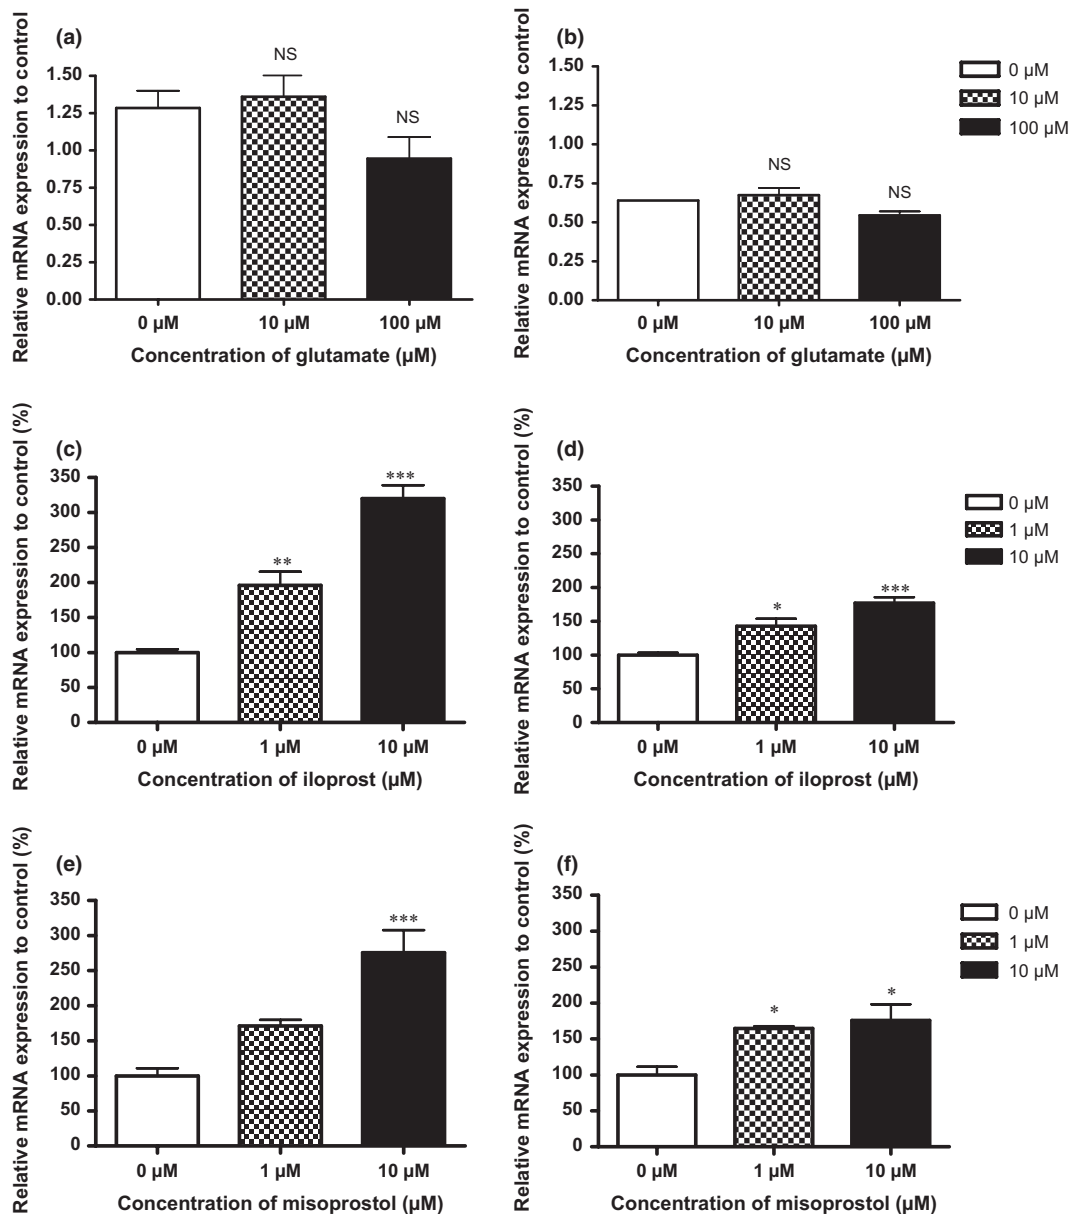 (a)
Relative mRNA expression to control
1.50
1.25
1.00
0.75
0.50
0.25
0.00
NS
NS
0 µM 10 µM 100 µM
Concentration of glutamate (µM)
(b)
Relative mRNA expression to control
1.50
1.25
1.00
0.75
0.50
0.25
0.00
NS
NS
0 µM 10 µM 100 µM
Concentration of glutamate (µM)
0 µM
10 µM
100 µM
(c)
Relative mRNA expression to control (%)
350
300
250
200
150
100
50
0
**
***
0 µM 1 µM 10 µM
Concentration of iloprost (µM)
(d)
Relative mRNA expression to control (%)
350
300
250
200
150
100
50
0
*
***
0 µM 1 µM 10 µM
Concentration of iloprost (µM)
0 µM
1 µM
10 µM
(e)
Relative mRNA expression to control (%)
350
300
250
200
150
100
50
0
***
0 µM 1 µM 10 µM
Concentration of misoprostol (µM)
(f)
Relative mRNA expression to control (%)
350
300
250
200
150
100
50
0
*
*
0 µM 1 µM 10 µM
Concentration of misoprostol (µM)
0 µM
1 µM
10 µM